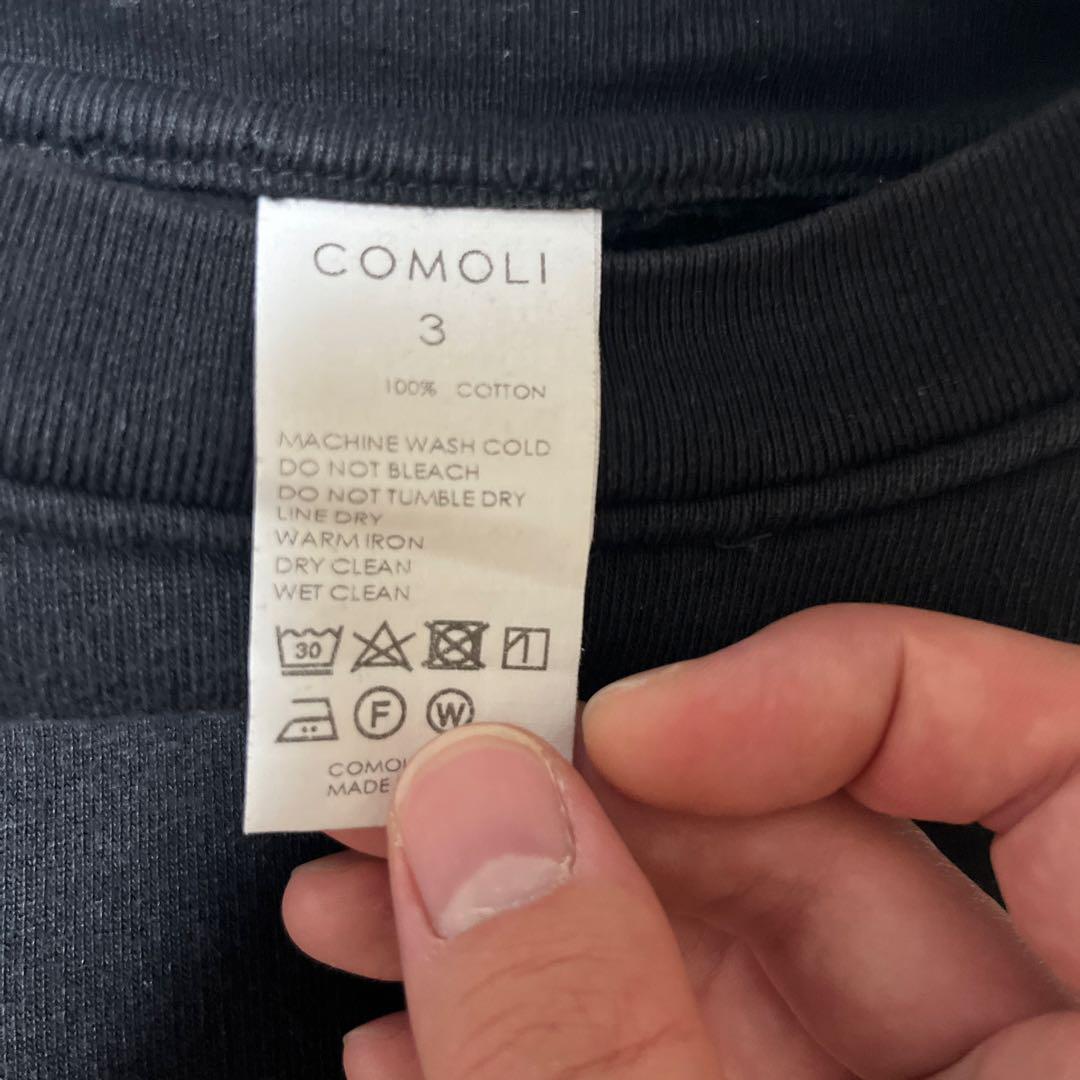 COMOLI
3
100% COTTON
MACHINE WASH COLD
DO NOT BLEACH
DO NOT TUMBLE DRY
LINE DRY
WARM IRON
DRY CLEAN
WET CLEAN
30
F W
MADE